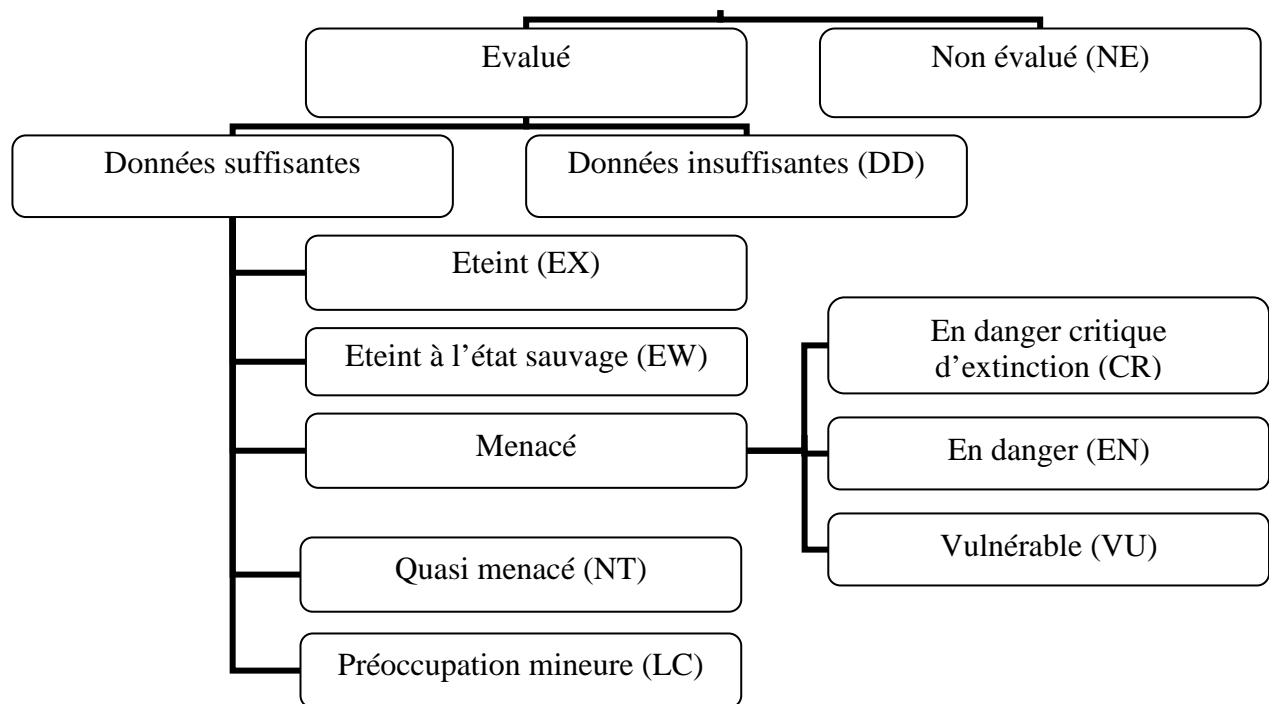 Evalué
Non évalué (NE)
Données suffisantes
Données insuffisantes (DD)
Eteint (EX)
Eteint à l’état sauvage (EW)
Menacé
Quasi menacé (NT)
Préoccupation mineure (LC)
En danger critique
d’extinction (CR)
En danger (EN)
Vulnérable (VU)